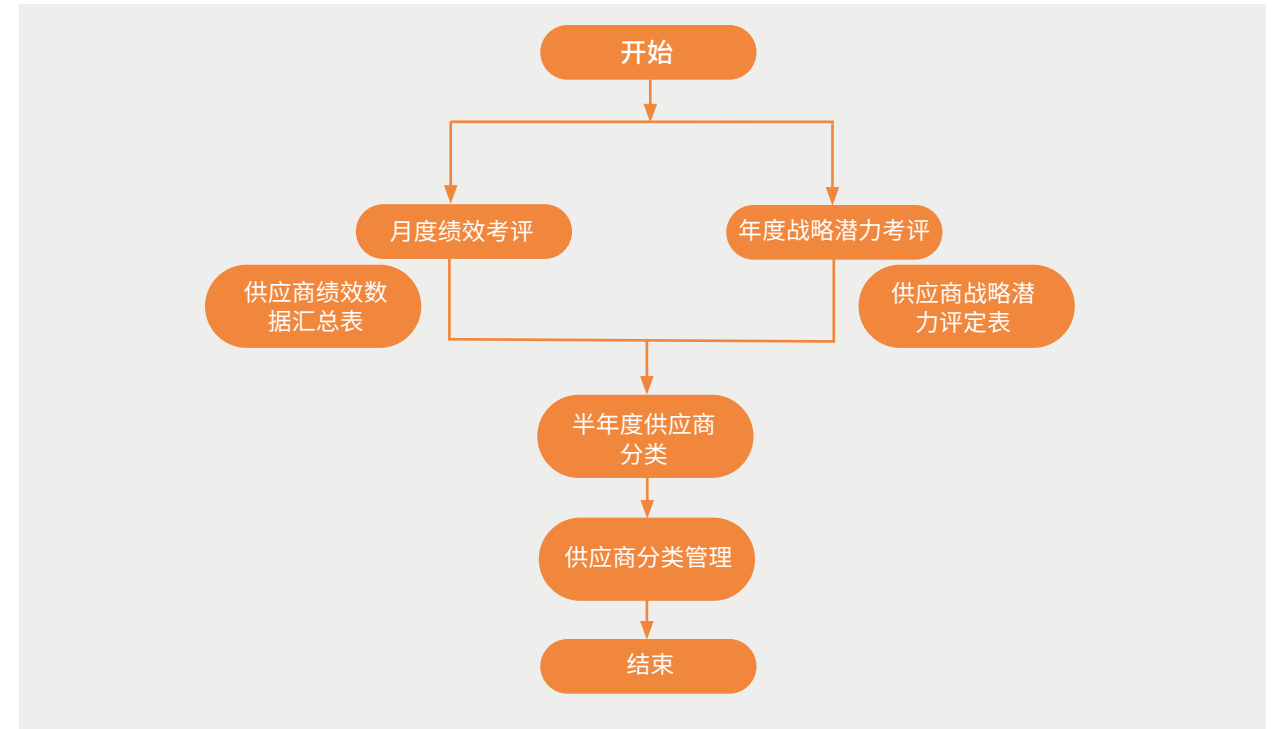 开始
月度绩效考评
年度战略潜力考评
供应商绩效数
据汇总表
供应商战略潜
力评定表
半年度供应商
分类
供应商分类管理
结束